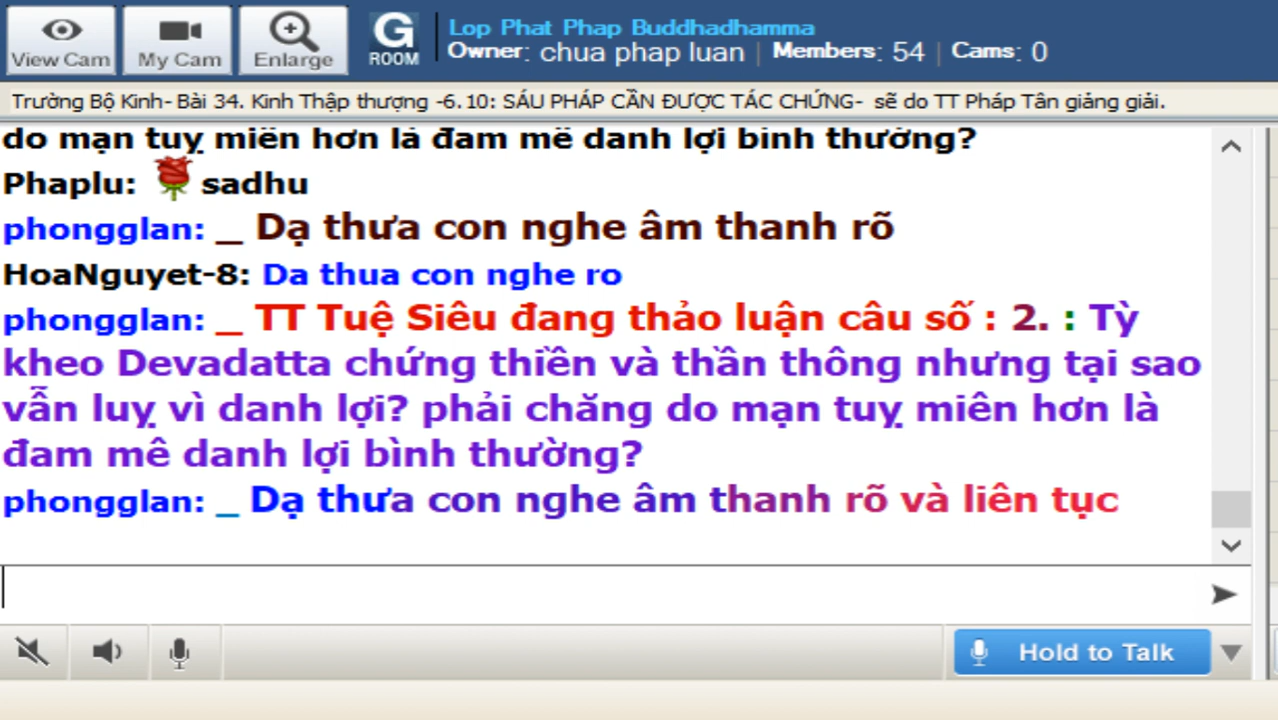 View Cam
My Cam
Enlarge
G
ROOM
Lop Phat Phap Buddhadhamma
Owner: chua phap luan | Members: 54 | Cams: 0
Trường Bộ Kinh- Bài 34. Kinh Thập thượng -6.10: SÁU PHÁP CẦN ĐƯỢC TÁC CHỨNG- sẽ do TT Pháp Tân giảng giải.
do mạn tuỵ miên hơn là đam mê danh lợi bình thường?
Phaplu: sadhu
phongglan: _ Dạ thưa con nghe âm thanh rõ
HoaNguyet-8: Da thua con nghe ro
phongglan: _ TT Tuệ Siêu đang thảo luận câu số : 2. : Tỳ
kheo Devadatta chứng thiền và thần thông nhưng tại sao
vẫn luỵ vì danh lợi? phải chăng do mạn tuỵ miên hơn là
đam mê danh lợi bình thường?
phongglan: _ Dạ thưa con nghe âm thanh rõ và liên tục
Hold to Talk